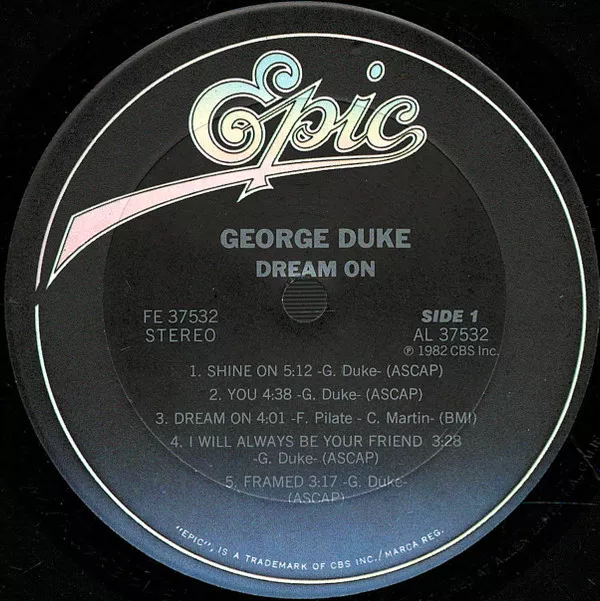 Epic
GEORGE DUKE
DREAM ON
FE 37532
STEREO
SIDE 1
AL 37532
℗ 1982 CBS Inc.
1. SHINE ON 5:12 -G. Duke- (ASCAP)
2. YOU 4:38 -G. Duke- (ASCAP)
3. DREAM ON 4:01 -F. Pilate - C. Martin- (BMI)
4. I WILL ALWAYS BE YOUR FRIEND 3:28
-G. Duke- (ASCAP)
5. FRAMED 3:17 -G. Duke-
(ASCAP)
"EPIC", IS A TRADEMARK OF CBS INC./MARCA REG.